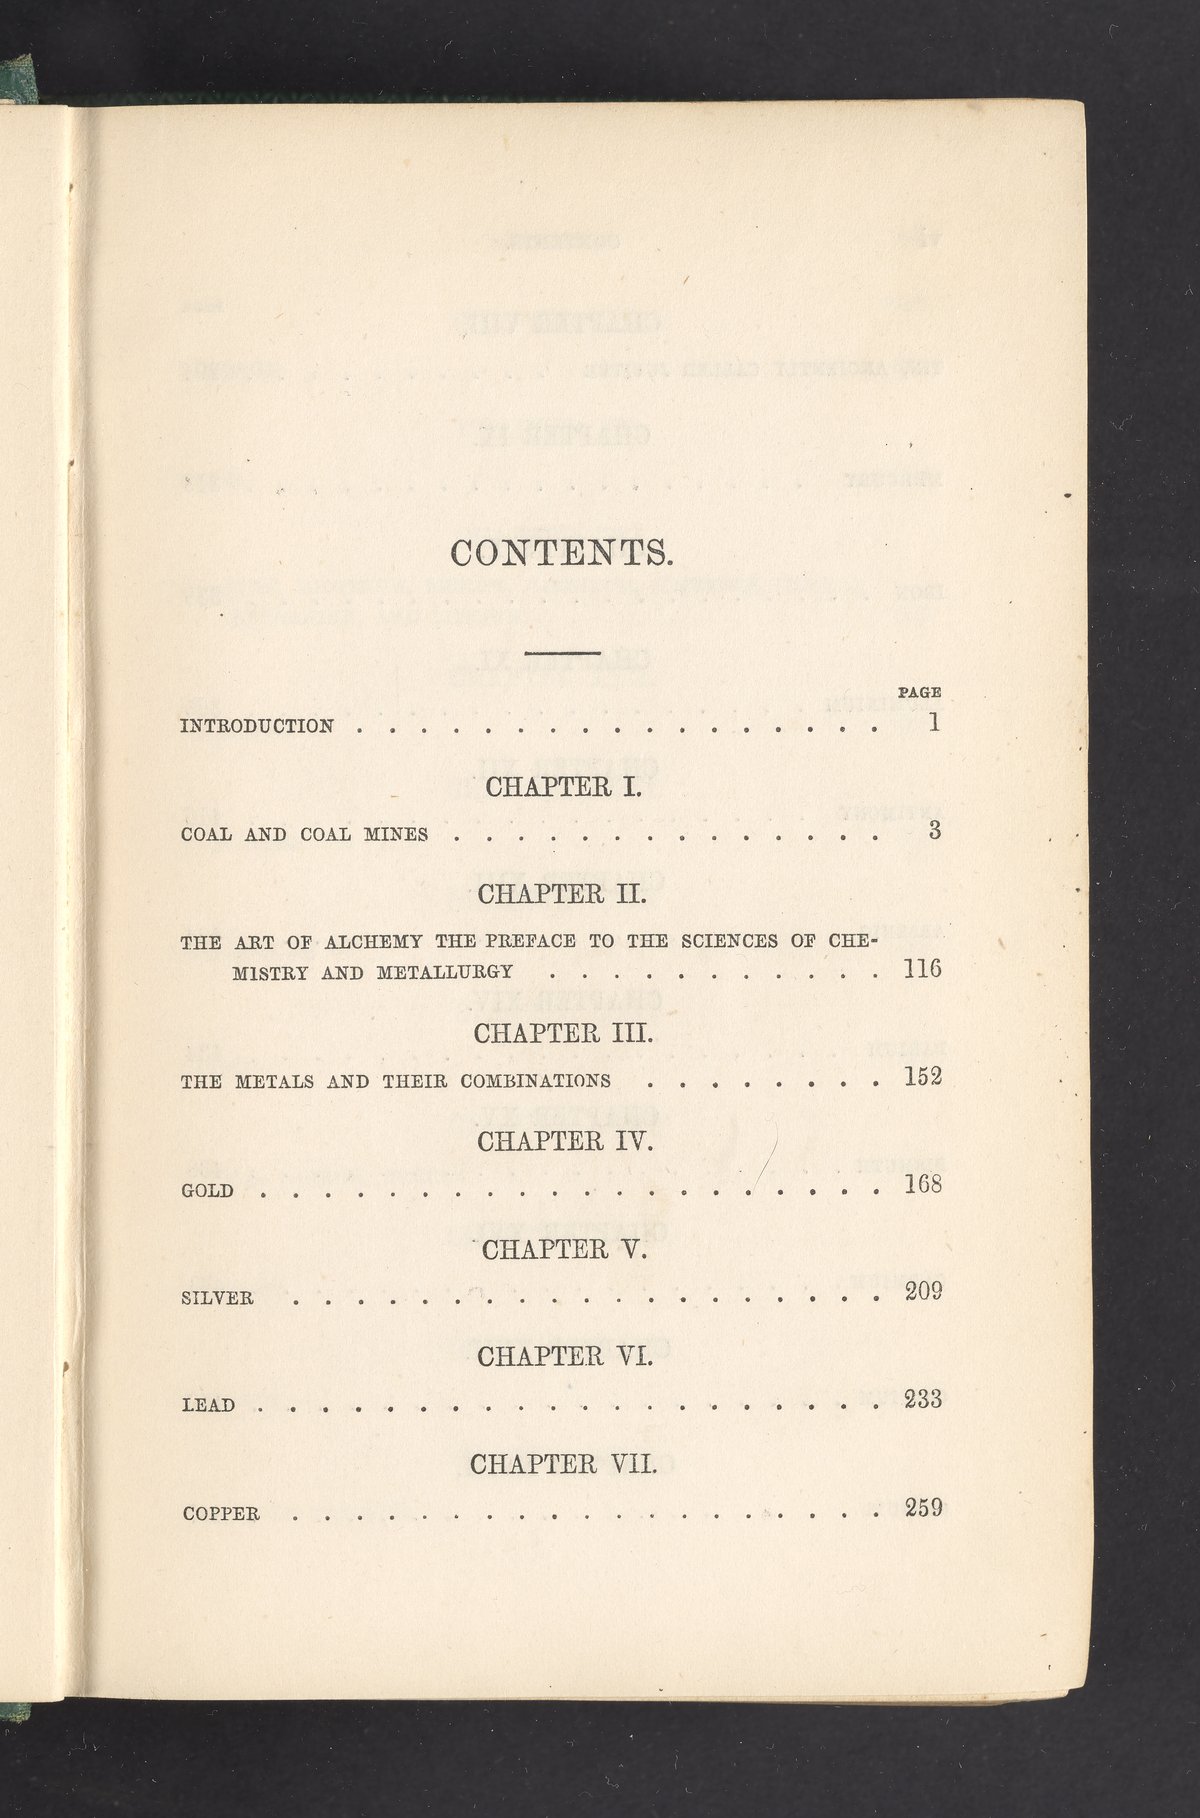 CONTENTS.
PAGE
INTRODUCTION . . . . . . . . . . . . . . . . . 1
CHAPTER I.
COAL AND COAL MINES . . . . . . . . . . . . . . 3
CHAPTER II.
THE ART OF ALCHEMY THE PREFACE TO THE SCIENCES OF CHE-
MISTRY AND METALLURGY . . . . . . . . . . . 116
CHAPTER III.
THE METALS AND THEIR COMBINATIONS . . . . . . . . 152
CHAPTER IV.
GOLD . . . . . . . . . . . . . . . . . . . . 168
CHAPTER V.
SILVER . . . . . . . . . . . . . . . . . . . 209
CHAPTER VI.
LEAD . . . . . . . . . . . . . . . . . . . . 233
CHAPTER VII.
COPPER . . . . . . . . . . . . . . . . . . . 259